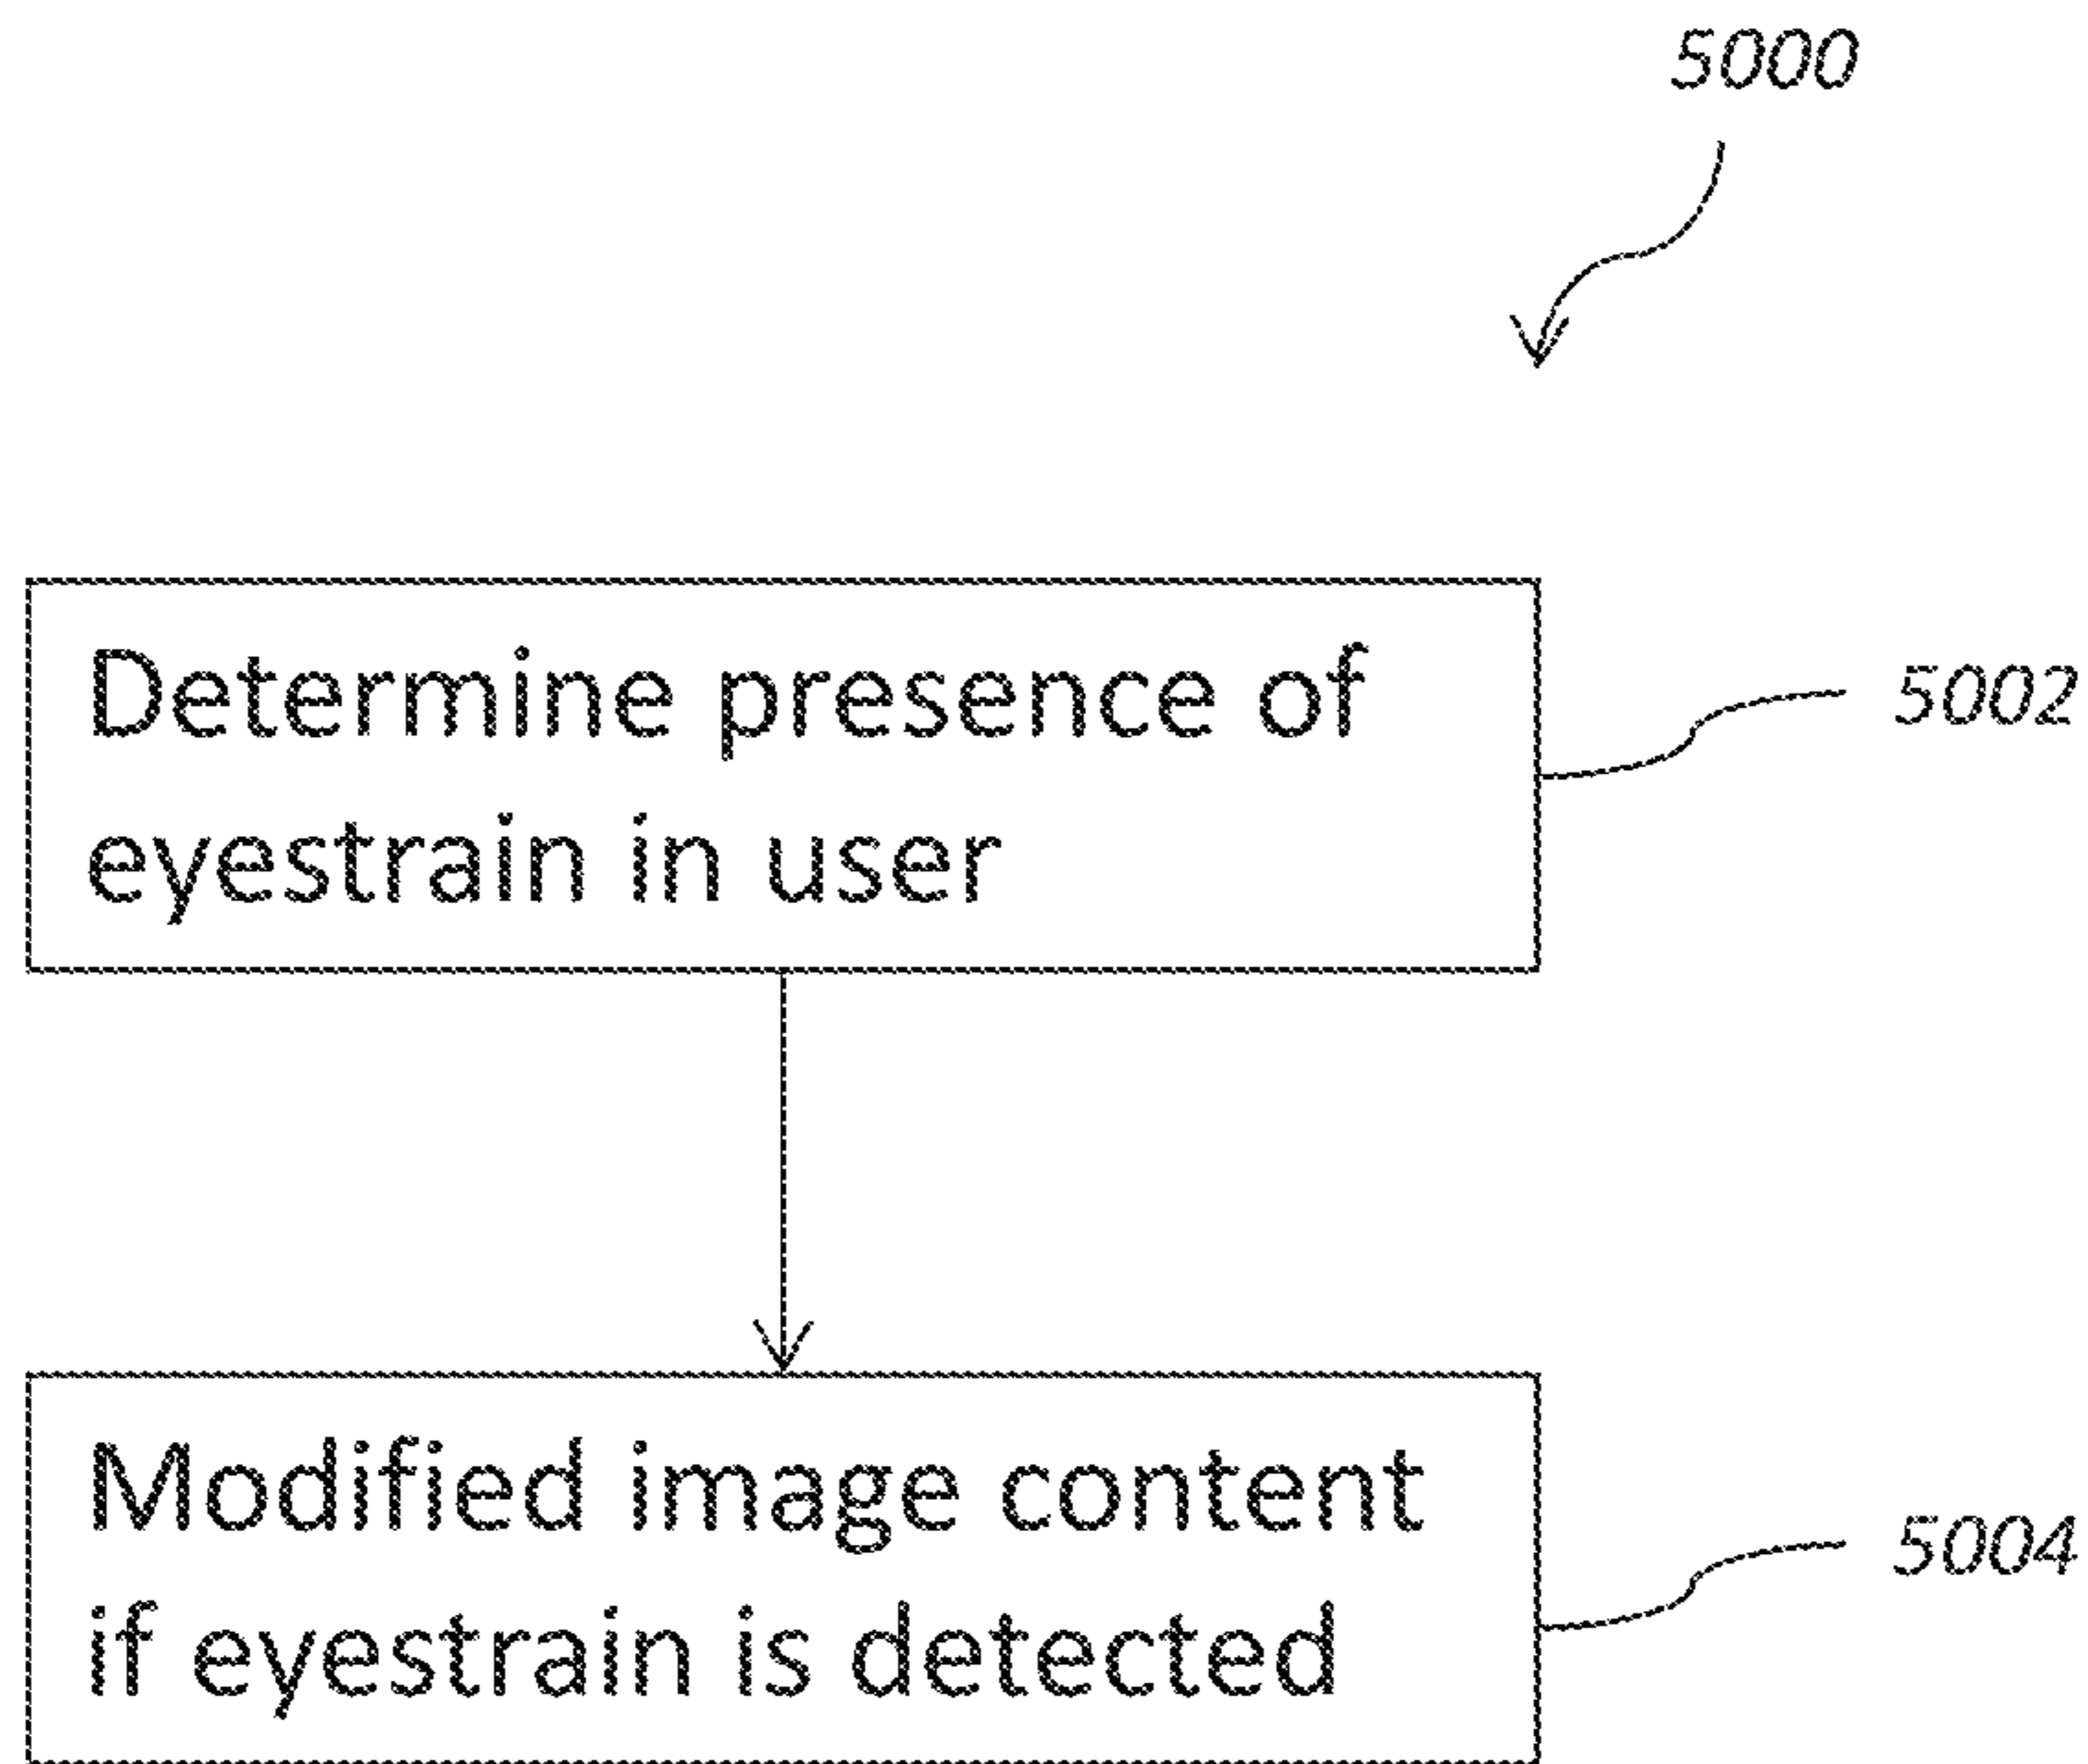 5000
Determine presence of
eyestrain in user
5002
Modified image content
if eyestrain is detected
5004